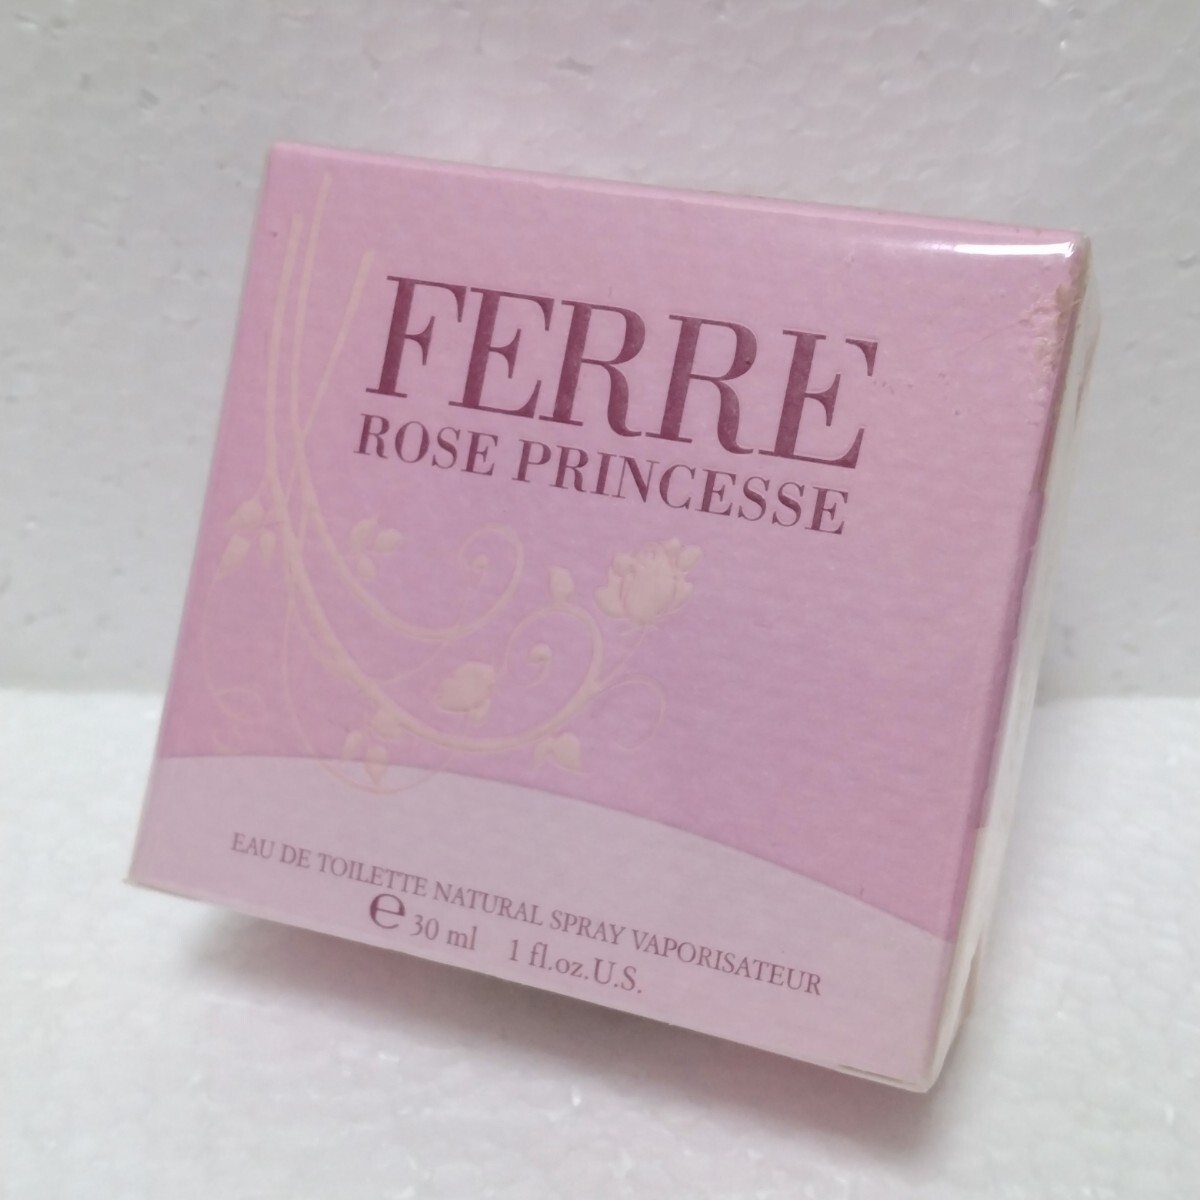 FERRE
ROSE PRINCESSE
EAU DE TOILETTE NATURAL SPRAY VAPORISATEUR
℮ 30 ml 1 fl.oz.U.S.